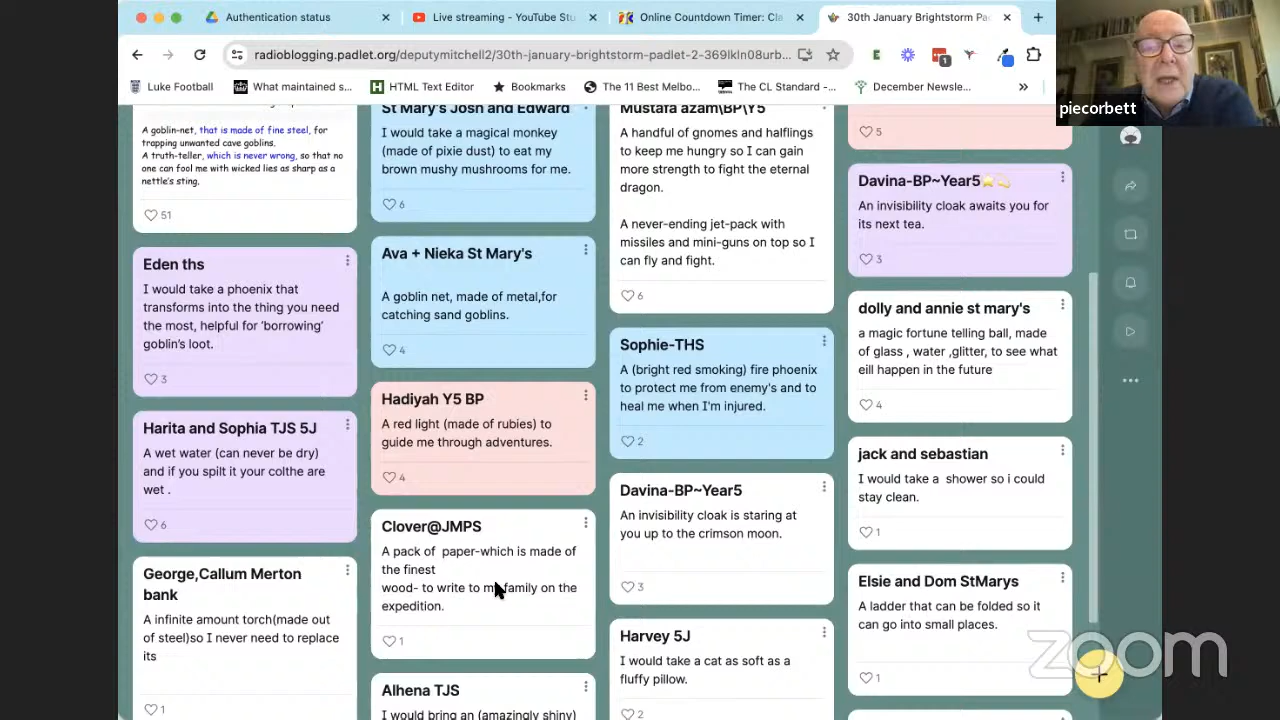 Authentication status
Live streaming - YouTube Stu
Online Countdown Timer: Cla
30th January Brightstorm Pa
radioblogging.padlet.org/deputymitchell2/30th-january-brightstorm-padlet-2-369lkln08urb...
Luke Football
What maintained s...
HTML Text Editor
Bookmarks
The 11 Best Melbo...
The CL Standard -...
December Newsle...
piecorbett
A goblin-net, that is made of fine steel, for
trapping unwanted cave goblins.
A truth-teller, which is never wrong, so that no
one can fool me with wicked lies as sharp as a
nettle's sting.
51
Eden ths
I would take a phoenix that
transforms into the thing you need
the most, helpful for 'borrowing'
goblin's loot.
3
Harita and Sophia TJS 5J
A wet water (can never be dry)
and if you spilt it your colthe are
wet .
6
George,Callum Merton
bank
A infinite amount torch(made out
of steel)so I never need to replace
its
1
St Mary's Josh and Edward
I would take a magical monkey
(made of pixie dust) to eat my
brown mushy mushrooms for me.
6
Ava + Nieka St Mary's
A goblin net, made of metal,for
catching sand goblins.
4
Hadiyah Y5 BP
A red light (made of rubies) to
guide me through adventures.
4
Clover@JMPS
A pack of paper-which is made of
the finest
wood- to write to my family on the
expedition.
1
TJS
I would bring an (amazingly shiny)
Mustafa azam\BP\Y5
A handful of gnomes and halflings
to keep me hungry so I can gain
more strength to fight the eternal
dragon.
A never-ending jet-pack with
missiles and mini-guns on top so I
can fly and fight.
6
Sophie-THS
A (bright red smoking) fire phoenix
to protect me from enemy's and to
heal me when I'm injured.
2
Davina-BP~Year5
An invisibility cloak is staring at
you up to the crimson moon.
3
Harvey 5J
I would take a cat as soft as a
fluffy pillow.
2
5
Davina-BP~Year5
An invisibility cloak awaits you for
its next tea.
3
dolly and annie st mary's
a magic fortune telling ball, made
of glass , water ,glitter, to see what
eill happen in the future
4
jack and sebastian
I would take a shower so i could
stay clean.
1
Elsie and Dom StMarys
A ladder that can be folded so it
can go into small places.
1
zoom